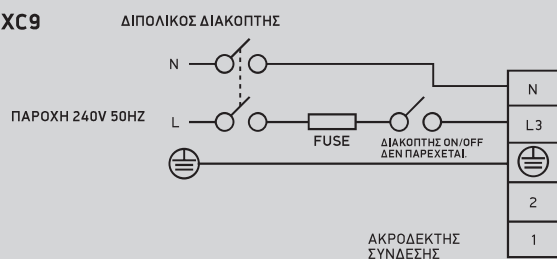 XC9
ΔΙΠΟΛΙΚΟΣ ΔΙΑΚΟΠΤΗΣ
N
N
ΠΑΡΟΧΗ 240V 50HZ
L
L3
FUSE
ΔΙΑΚΟΠΤΗΣ ON/OFF
ΔΕΝ ΠΑΡΕΧΕΤΑΙ.
2
ΑΚΡΟΔΕΚΤΗΣ
ΣΥΝΔΕΣΗΣ
1